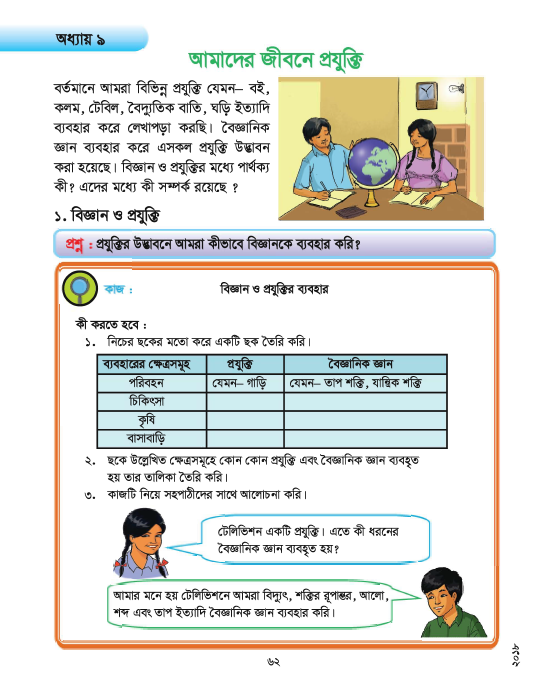 অধ্যায় ৯
আমাদের জীবনে প্রযুক্তি
বর্তমানে আমরা বিভিন্ন প্রযুক্তি যেমন– বই,
কলম, টেবিল, বৈদ্যুতিক বাতি, ঘড়ি ইত্যাদি
ব্যবহার করে লেখাপড়া করছি। বৈজ্ঞানিক
জ্ঞান ব্যবহার করে এসকল প্রযুক্তি উদ্ভাবন
করা হয়েছে। বিজ্ঞান ও প্রযুক্তির মধ্যে পার্থক্য
কী? এদের মধ্যে কী সম্পর্ক রয়েছে ?
১. বিজ্ঞান ও প্রযুক্তি
প্রশ্ন : প্রযুক্তির উদ্ভাবনে আমরা কীভাবে বিজ্ঞানকে ব্যবহার করি?
কাজ : বিজ্ঞান ও প্রযুক্তির ব্যবহার
কী করতে হবে :
১. নিচের ছকের মতো করে একটি ছক তৈরি করি।
ব্যবহারের ক্ষেত্রসমূহ প্রযুক্তি বৈজ্ঞানিক জ্ঞান
পরিবহন যেমন– গাড়ি যেমন– তাপ শক্তি, যান্ত্রিক শক্তি
চিকিৎসা
কৃষি
বাসাবাড়ি
২. ছকে উল্লেখিত ক্ষেত্রসমূহে কোন কোন প্রযুক্তি এবং বৈজ্ঞানিক জ্ঞান ব্যবহৃত
হয় তার তালিকা তৈরি করি।
৩. কাজটি নিয়ে সহপাঠীদের সাথে আলোচনা করি।
টেলিভিশন একটি প্রযুক্তি। এতে কী ধরনের
বৈজ্ঞানিক জ্ঞান ব্যবহৃত হয়?
আমার মনে হয় টেলিভিশনে আমরা বিদ্যুৎ, শক্তির রূপান্তর, আলো,
শব্দ এবং তাপ ইত্যাদি বৈজ্ঞানিক জ্ঞান ব্যবহার করি।
৬২
২০১৮